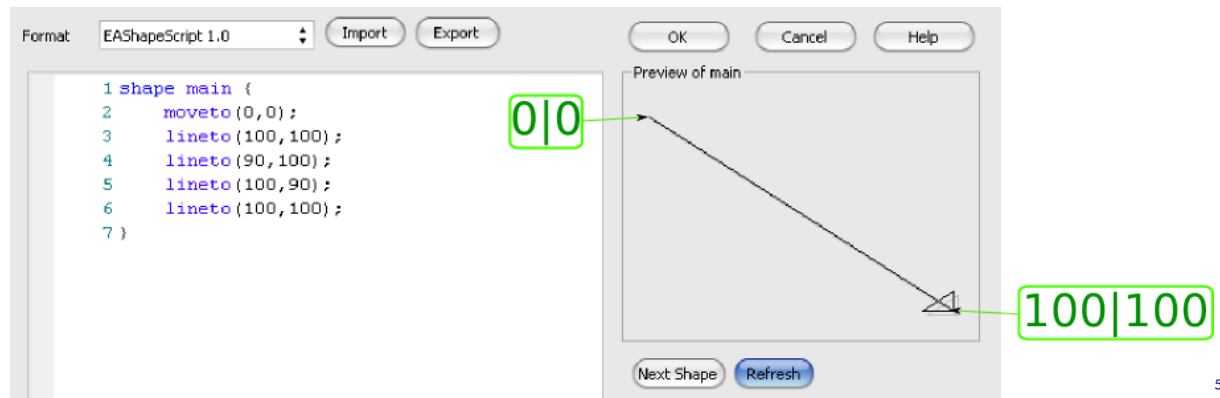 Format EAShapeScript 1.0 Import Export OK Cancel Help
Preview of main
1 shape main {
2 moveto(0,0);
3 lineto(100,100);
4 lineto(90,100);
5 lineto(100,90);
6 lineto(100,100);
7 }
0|0
100|100
Next Shape Refresh
5